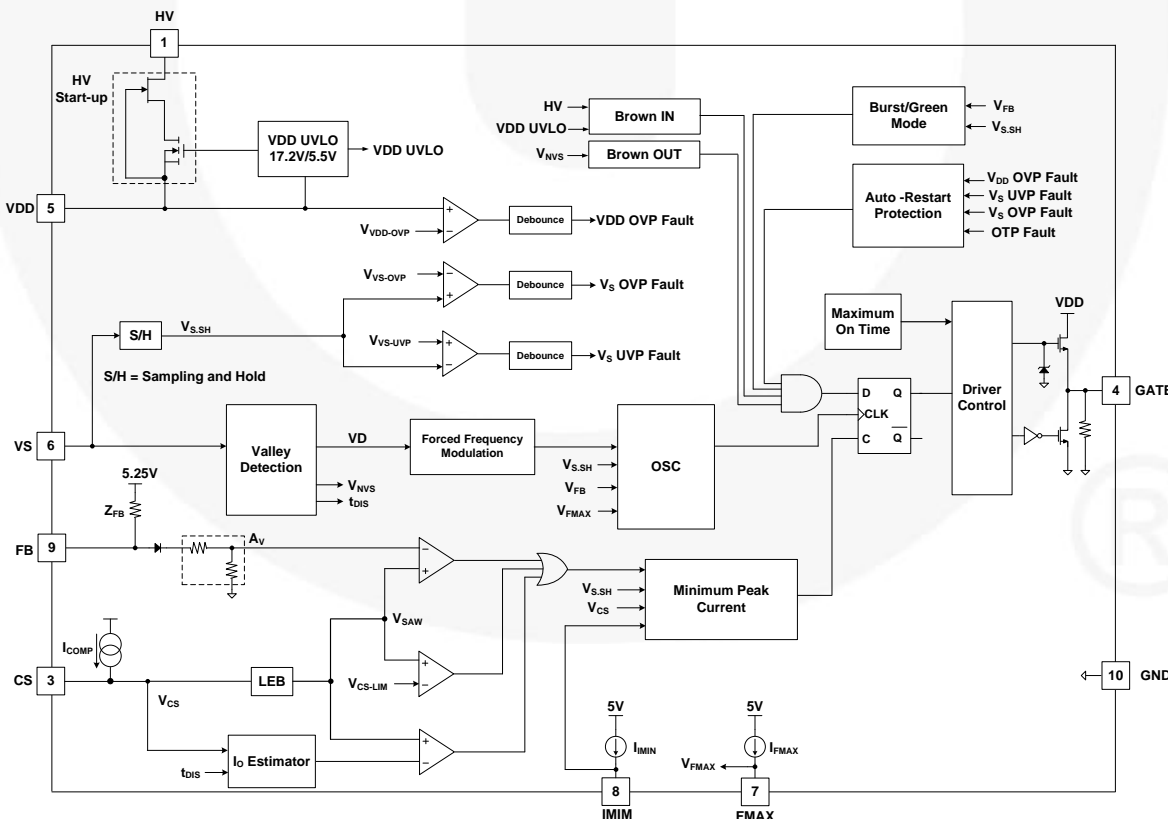 HV
1
HV
Start-up
VDD UVLO
17.2V/5.5V
VDD UVLO
HV
VDD UVLO
Brown IN
VNVS
Brown OUT
Burst/Green
Mode
VFB
VS.SH
VDD
5
VVDD-OVP
Debounce
VDD OVP Fault
Auto -Restart
Protection
VDD OVP Fault
VS UVP Fault
VS OVP Fault
OTP Fault
VVS-OVP
Debounce
VS OVP Fault
S/H
VS.SH
VVS-UVP
Debounce
VS UVP Fault
S/H = Sampling and Hold
Maximum
On Time
VDD
Driver
Control
4
GATE
D
Q
CLK
C
Q
VS
6
Valley
Detection
VD
VNVS
tDIS
Forced Frequency
Modulation
OSC
VS.SH
VFB
VFMAX
5.25V
ZFB
FB
9
AV
+
−
VSAW
VCS-LIM
Minimum Peak
Current
VS.SH
VCS
ICOMP
CS
3
VCS
LEB
IO Estimator
tDIS
5V
IIMIN
5V
IFMAX
VFMAX
8
IMIM
7
FMAX
10
GND
®